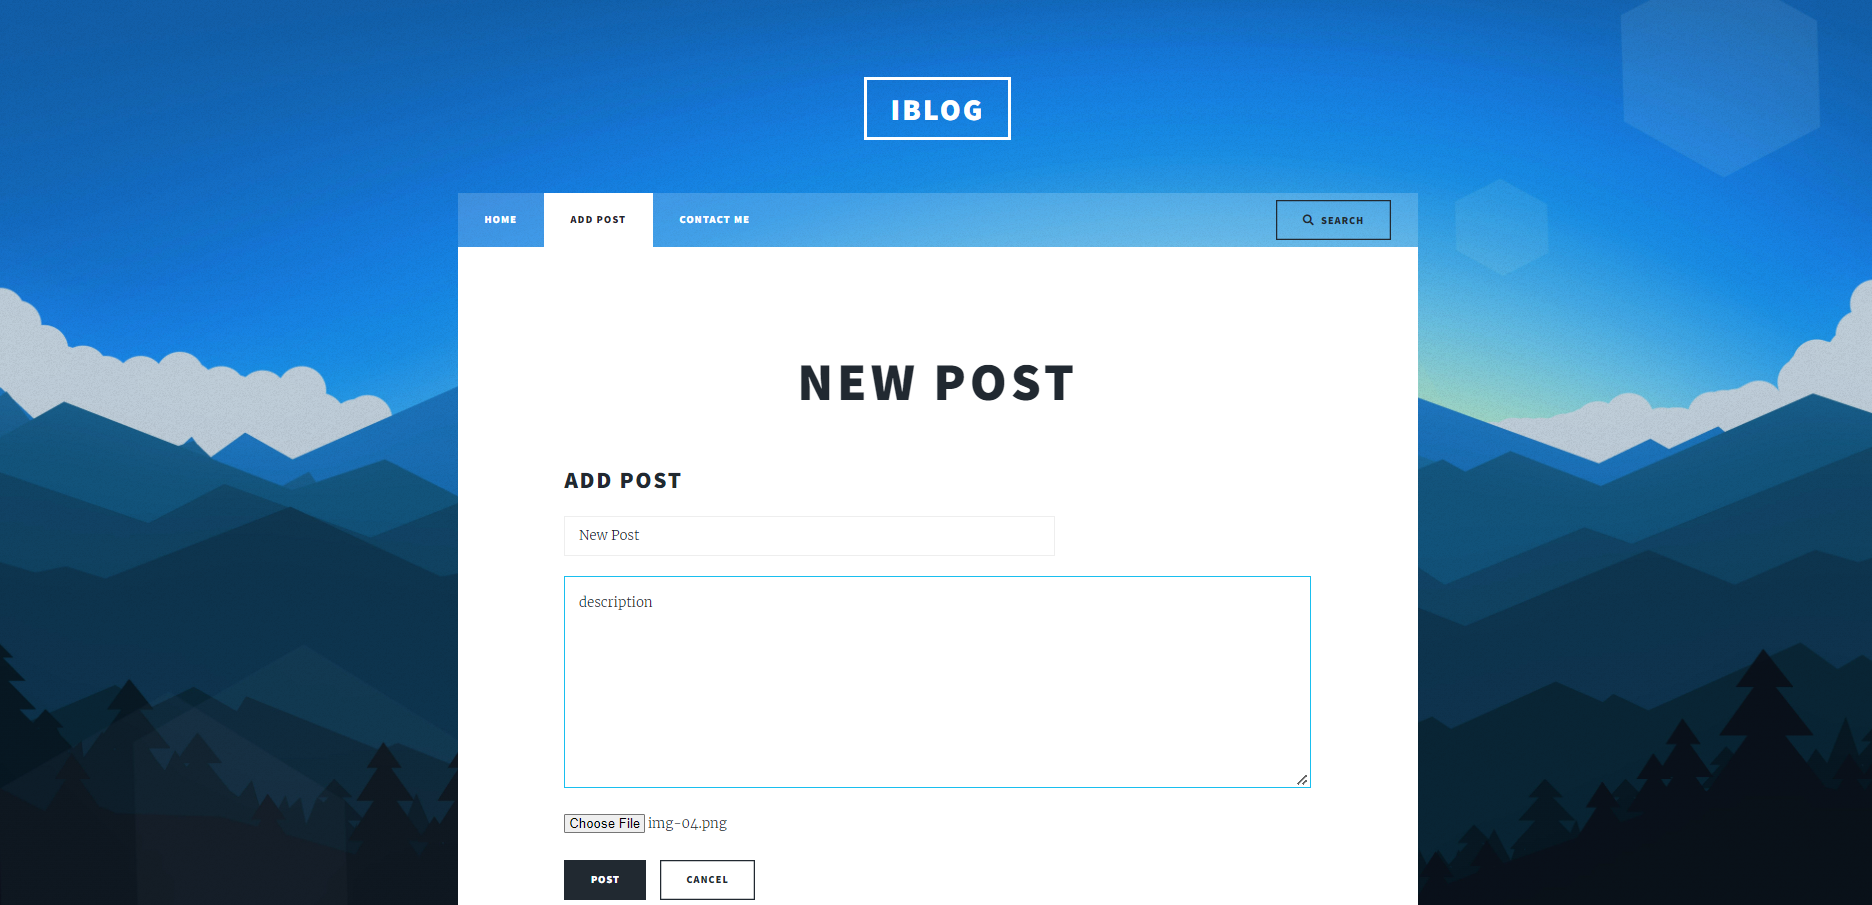 IBLOG
HOME ADD POST CONTACT ME SEARCH
NEW POST
ADD POST
New Post
description
Choose File img-04.png
POST CANCEL